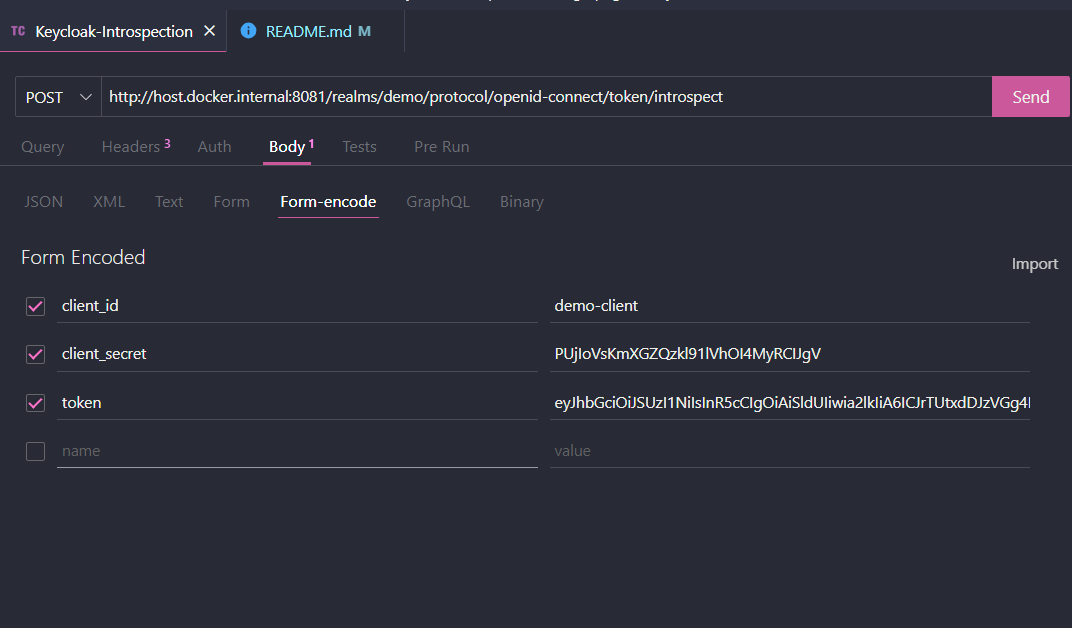 TC Keycloak-Introspection × README.md M
POST http://host.docker.internal:8081/realms/demo/protocol/openid-connect/token/introspect Send
Query Headers 3 Auth Body 1 Tests Pre Run
JSON XML Text Form Form-encode GraphQL Binary
Form Encoded
Import
client_id demo-client
client_secret PUjIoVsKmXGZQzkl91lVhOI4MyRCIJgV
token eyJhbGciOiJSUzI1NiIsInR5cCIgOiAiSldUIiwia2lkIiA6ICJrTUtxdDJzVGg4
name value